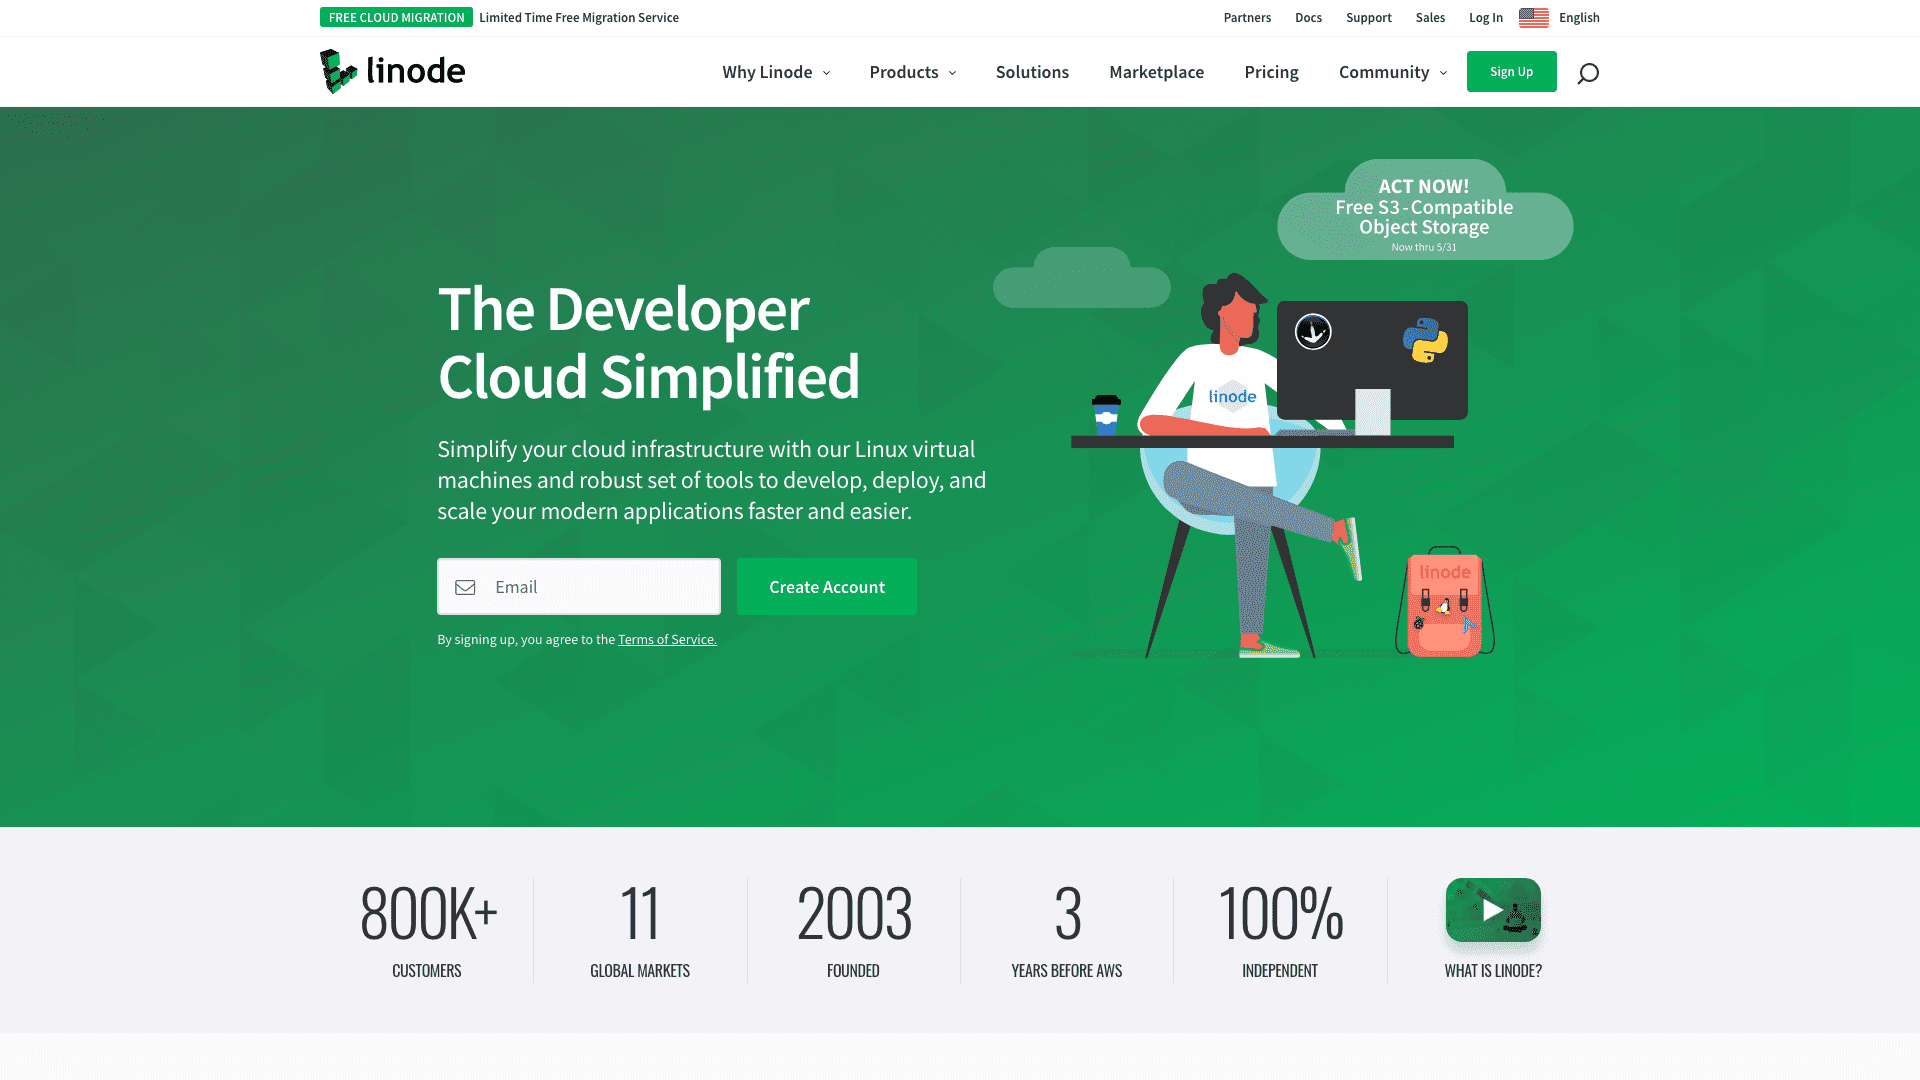 FREE CLOUD MIGRATION Limited Time Free Migration Service
Partners Docs Support Sales Log In English
linode
Why Linode Products Solutions Marketplace Pricing Community Sign Up
ACT NOW!
Free S3-Compatible
Object Storage
Now thru 5/31
The Developer
Cloud Simplified
Simplify your cloud infrastructure with our Linux virtual
machines and robust set of tools to develop, deploy, and
scale your modern applications faster and easier.
Email
Create Account
By signing up, you agree to the Terms of Service.
linode
linode
800K+
CUSTOMERS
11
GLOBAL MARKETS
2003
FOUNDED
3
YEARS BEFORE AWS
100%
INDEPENDENT
WHAT IS LINODE?